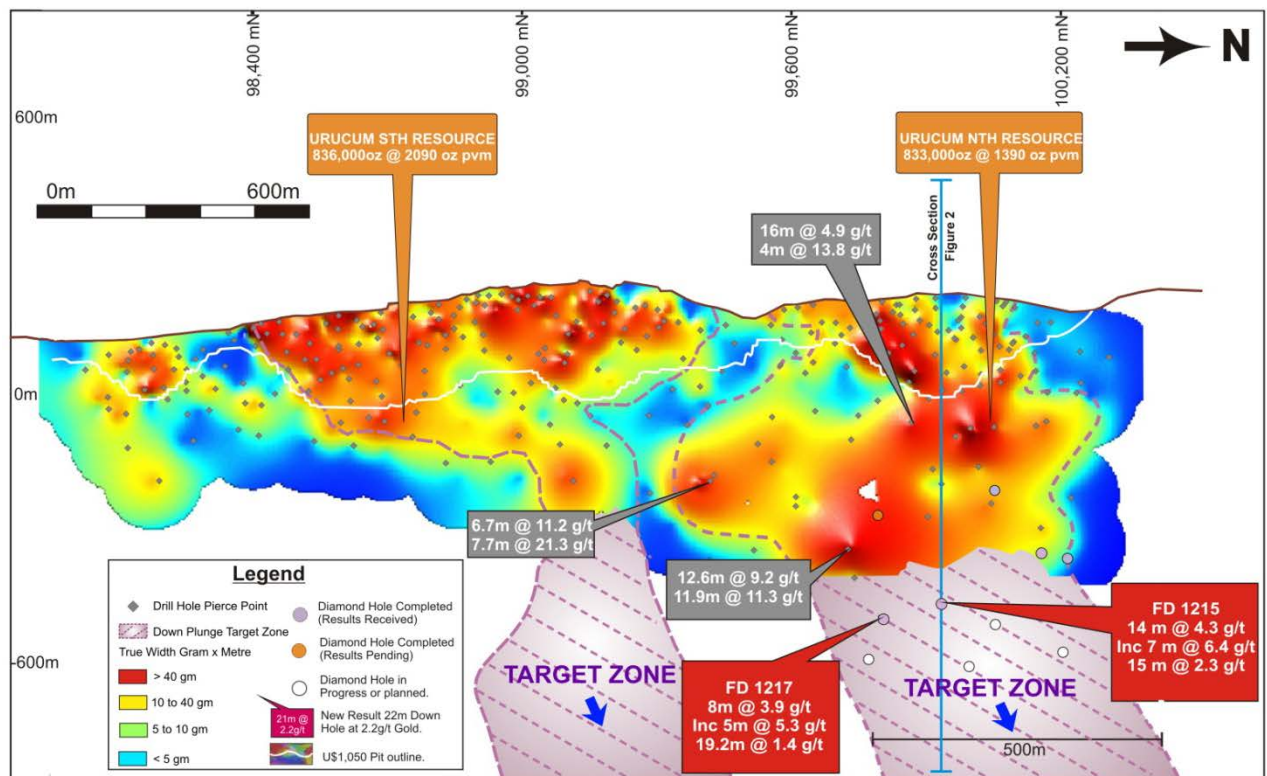 98,400 mN
99,000 mN
99,600 mN
100,200 mN
N
600m
0m
-600m
0m 600m
URUCUM STH RESOURCE
836,000oz @ 2090 oz pvm
URUCUM NTH RESOURCE
833,000oz @ 1390 oz pvm
Cross Section
Figure 2
16m @ 4.9 g/t
4m @ 13.8 g/t
6.7m @ 11.2 g/t
7.7m @ 21.3 g/t
12.6m @ 9.2 g/t
11.9m @ 11.3 g/t
FD 1215
14 m @ 4.3 g/t
Inc 7 m @ 6.4 g/t
15 m @ 2.3 g/t
FD 1217
8m @ 3.9 g/t
Inc 5m @ 5.3 g/t
19.2m @ 1.4 g/t
TARGET ZONE
TARGET ZONE
500m
Legend
Drill Hole Pierce Point
Down Plunge Target Zone
True Width Gram x Metre
> 40 gm
10 to 40 gm
5 to 10 gm
< 5 gm
Diamond Hole Completed
(Results Received)
Diamond Hole Completed
(Results Pending)
Diamond Hole in
Progress or planned.
21m @
2.2g/t
New Result 22m Down
Hole at 2.2g/t Gold.
U$1,050 Pit outline.